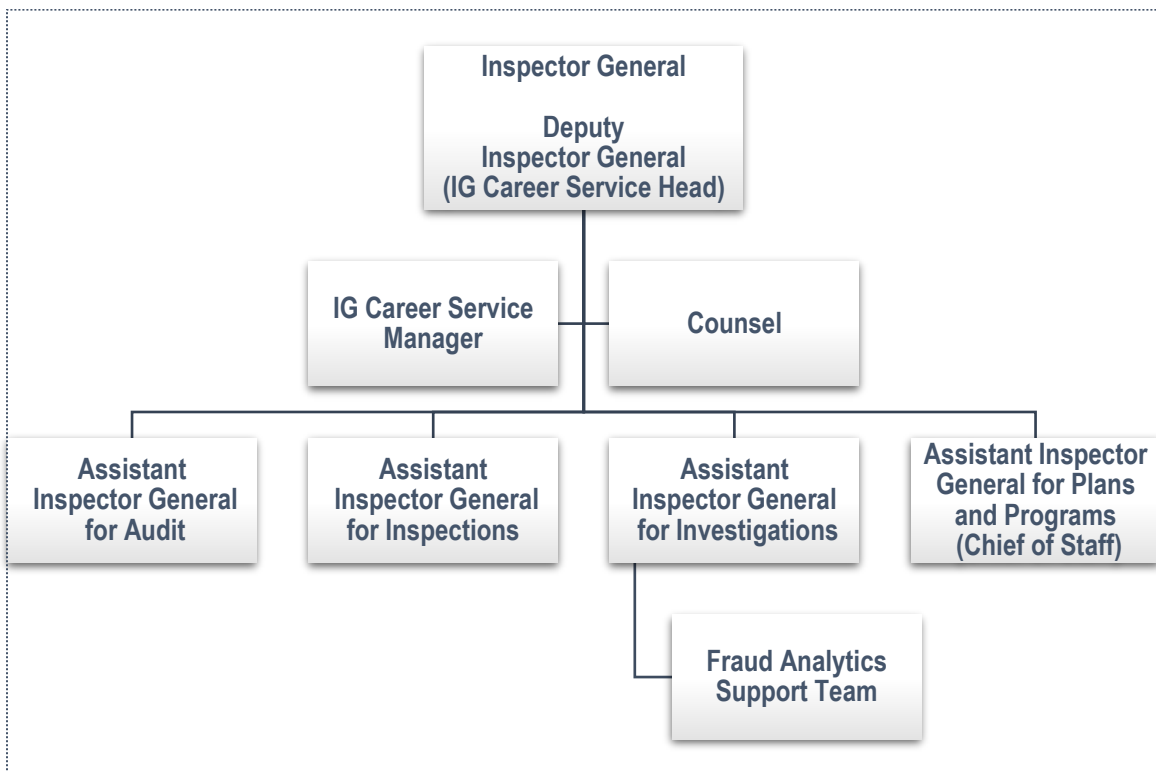 Inspector General
Deputy
Inspector General
(IG Career Service Head)
IG Career Service
Manager
Counsel
Assistant
Inspector General
for Audit
Assistant
Inspector General
for Inspections
Assistant
Inspector General
for Investigations
Assistant Inspector
General for Plans
and Programs
(Chief of Staff)
Fraud Analytics
Support Team